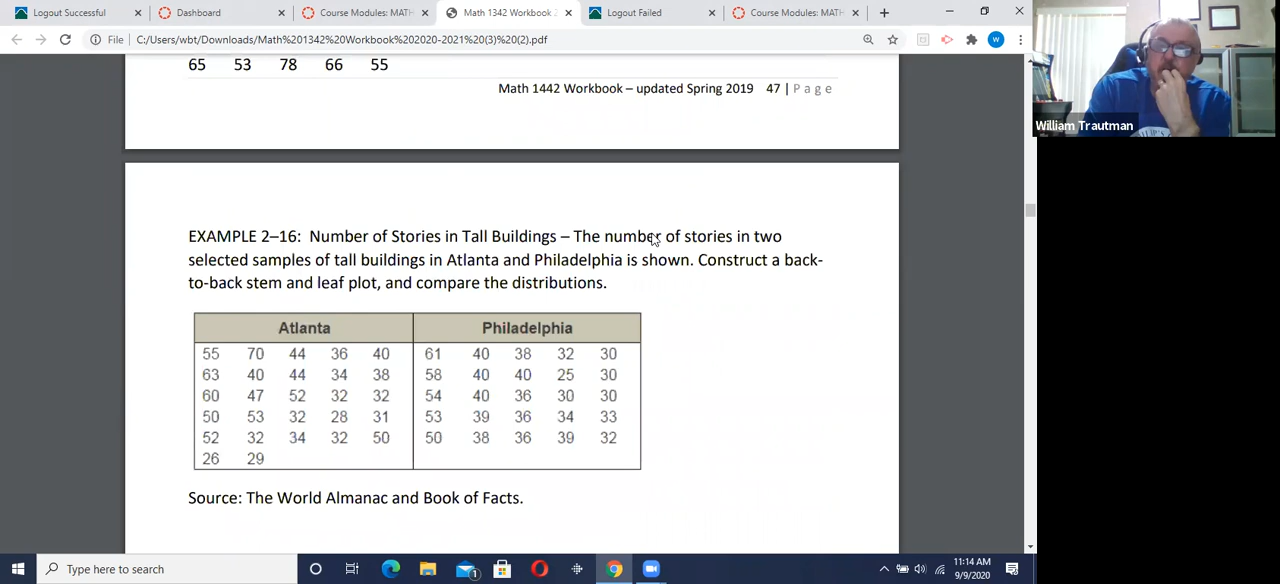 Logout Successful
Dashboard
Course Modules: MATH
Math 1342 Workbook
Logout Failed
Course Modules: MATH
File C:/Users/wbt/Downloads/Math%201342%20Workbook%202020-2021%20(3)%20(2).pdf
W
65 53 78 66 55
Math 1442 Workbook – updated Spring 2019 47 | Page
William Trautman
EXAMPLE 2–16: Number of Stories in Tall Buildings – The number of stories in two
selected samples of tall buildings in Atlanta and Philadelphia is shown. Construct a back-
to-back stem and leaf plot, and compare the distributions.
Atlanta Philadelphia
55 70 44 36 40 61 40 38 32 30
63 40 44 34 38 58 40 40 25 30
60 47 52 32 32 54 40 36 30 30
50 53 32 28 31 53 39 36 34 33
52 32 34 32 50 50 38 36 39 32
26 29
Source: The World Almanac and Book of Facts.
Type here to search
1
11:14 AM
9/9/2020